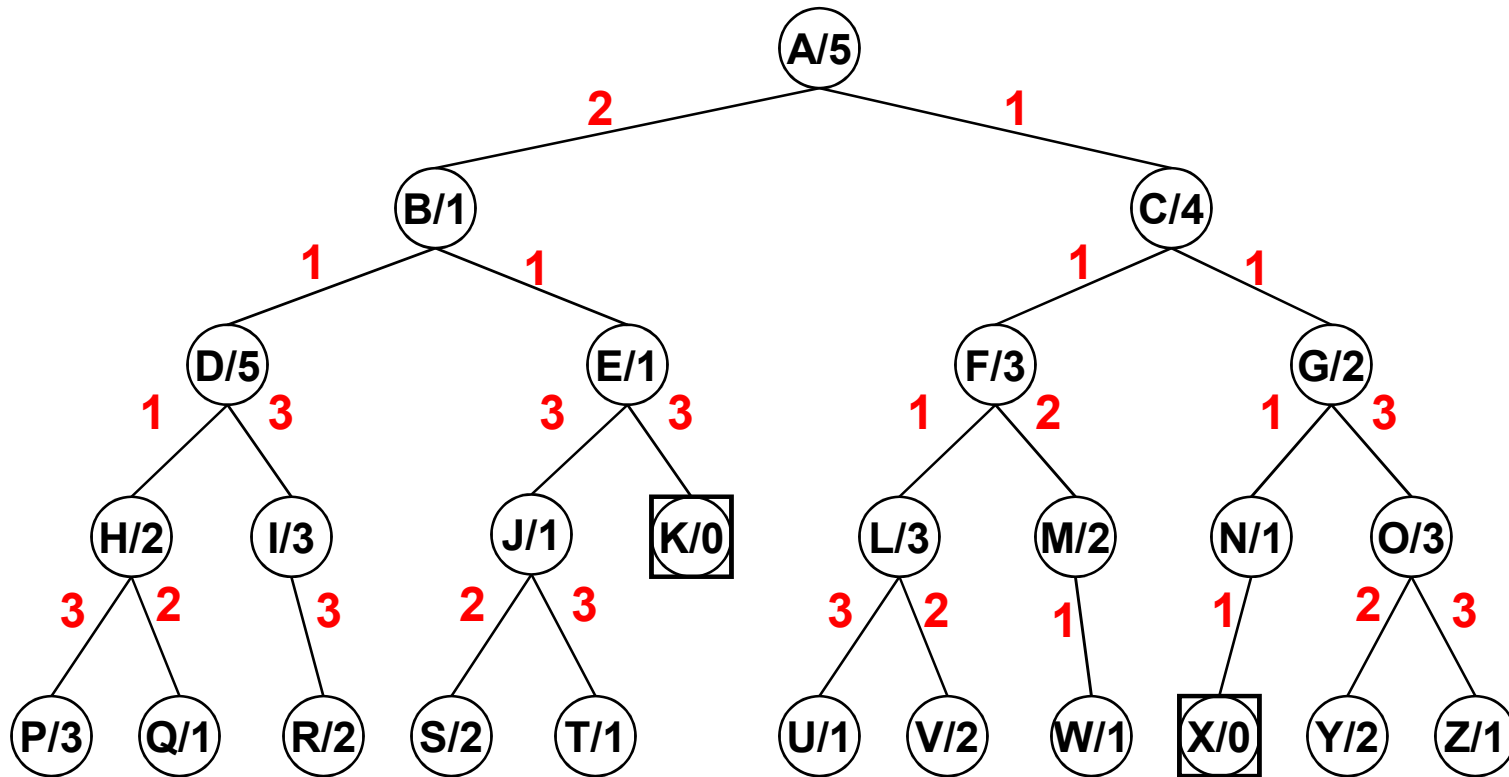 A/5
2 1
B/1 C/4
1 1 1 1
D/5 E/1 F/3 G/2
1 3 3 3 1 2 1 3
H/2 I/3 J/1 K/0 L/3 M/2 N/1 O/3
3 2 3 2 3 3 2 1 1 2 3
P/3 Q/1 R/2 S/2 T/1 U/1 V/2 W/1 X/0 Y/2 Z/1